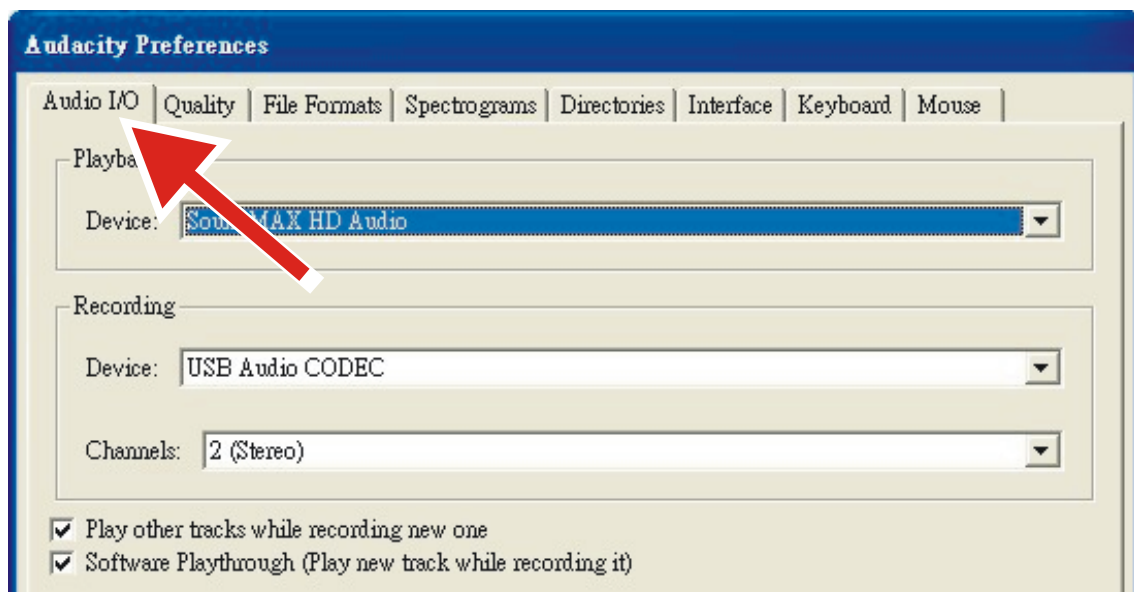 Audacity Preferences
Audio I/O Quality File Formats Spectrograms Directories Interface Keyboard Mouse
Device: MAX HD Audio
Recording
Device: USB Audio CODEC
Channels: 2 (Stereo)
Play other tracks while recording new one
Software Playthrough (Play new track while recording it)